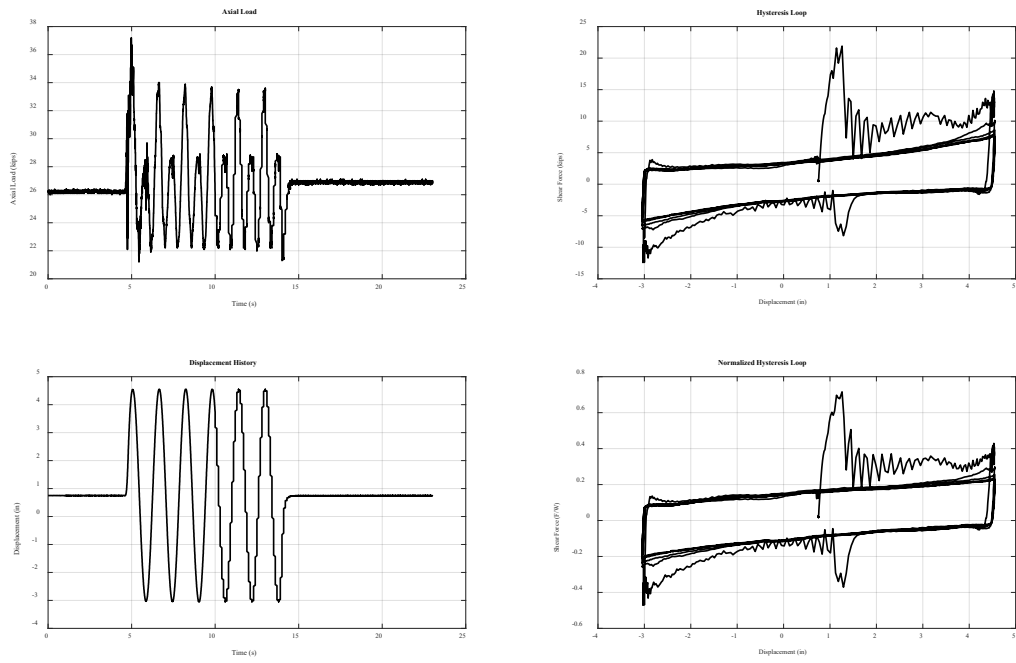 Axial Load
38
36
34
32
30
28
26
24
22
20
Axial Load (kips)
0 5 10 15 20 25
Time (s)
Hysteresis Loop
25
20
15
10
5
0
-5
-10
-15
Shear Force (kips)
-4 -3 -2 -1 0 1 2 3 4 5
Displacement (in)
Displacement History
5
4
3
2
1
0
-1
-2
-3
-4
Displacement (in)
0 5 10 15 20 25
Time (s)
Normalized Hysteresis Loop
0.8
0.6
0.4
0.2
0
-0.2
-0.4
-0.6
Shear Force (F/W)
-4 -3 -2 -1 0 1 2 3 4 5
Displacement (in)